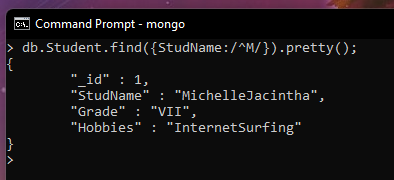 Command Prompt - mongo
> db.Student.find({StudName:/^M/}).pretty();
{
"_id" : 1,
"StudName" : "MichelleJacintha",
"Grade" : "VII",
"Hobbies" : "InternetSurfing"
}
>